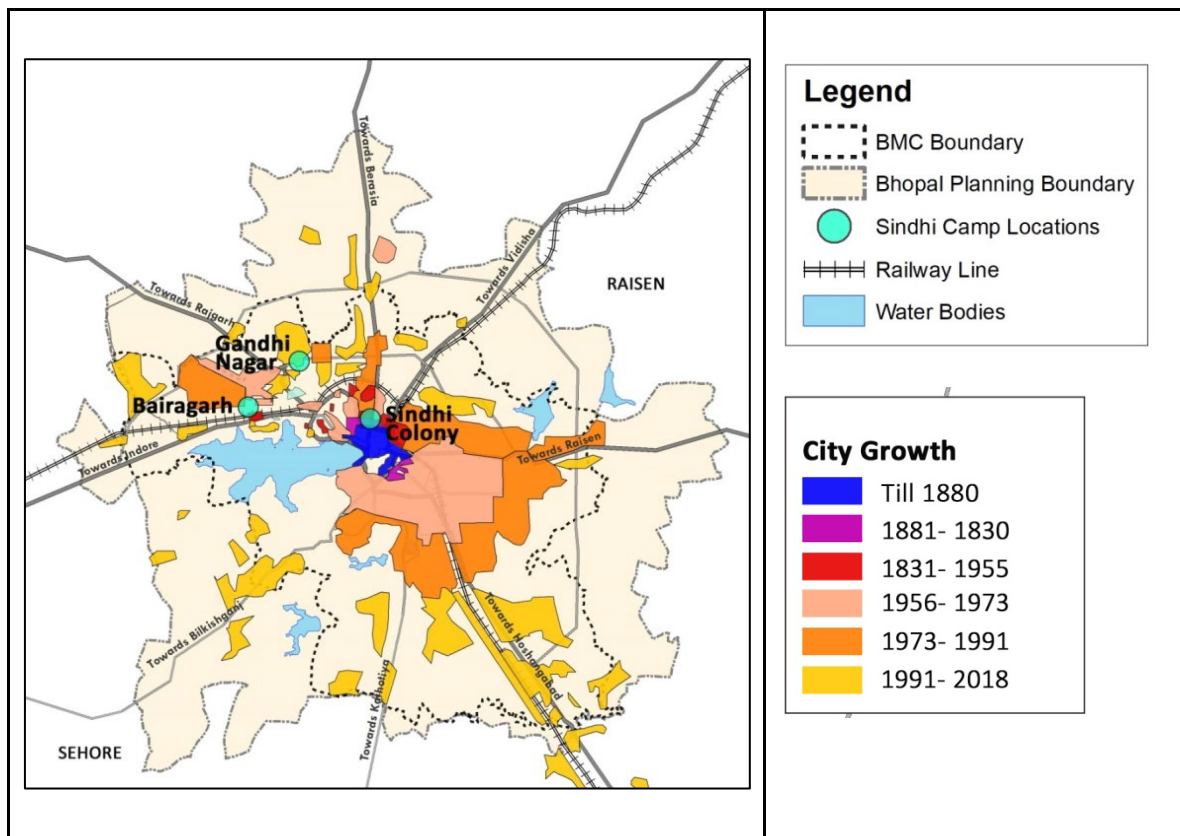 Towards Berasia
Towards Vidisha
RAISEN
Towards Rajgarh
Gandhi
Nagar
Bairagarh
Sindhi
Colony
Towards Raisen
Towards Indore
Towards Bilkishganj
Towards Hoshangabad
Towards Kolhotiya
SEHORE
Legend
BMC Boundary
Bhopal Planning Boundary
Sindhi Camp Locations
Railway Line
Water Bodies
City Growth
Till 1880
1881- 1830
1831- 1955
1956- 1973
1973- 1991
1991- 2018